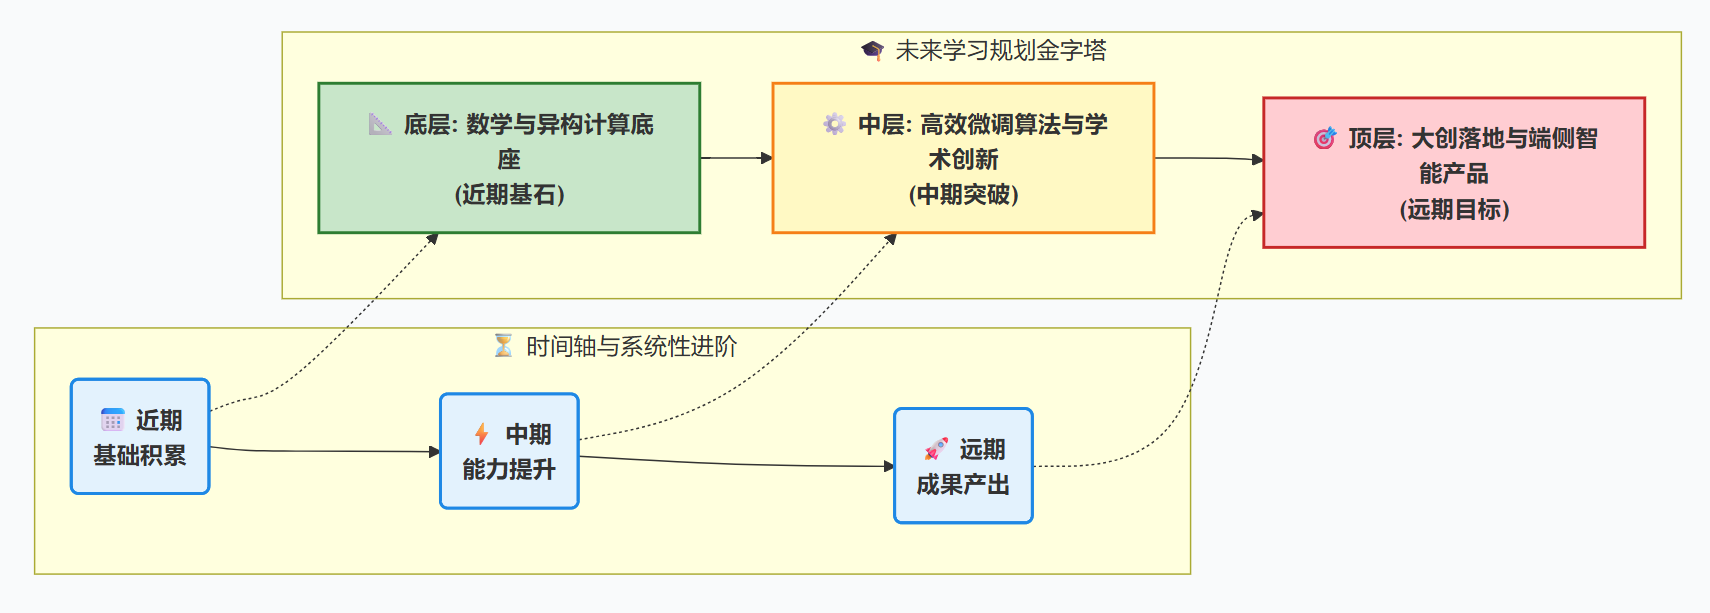 🎓 未来学习规划金字塔
📐 底层: 数学与异构计算底
座
(近期基石)
⚙️ 中层: 高效微调算法与学
术创新
(中期突破)
🎯 顶层: 大创落地与端侧智
能产品
(远期目标)
⏳ 时间轴与系统性进阶
📅 近期
基础积累
⚡ 中期
能力提升
🚀 远期
成果产出